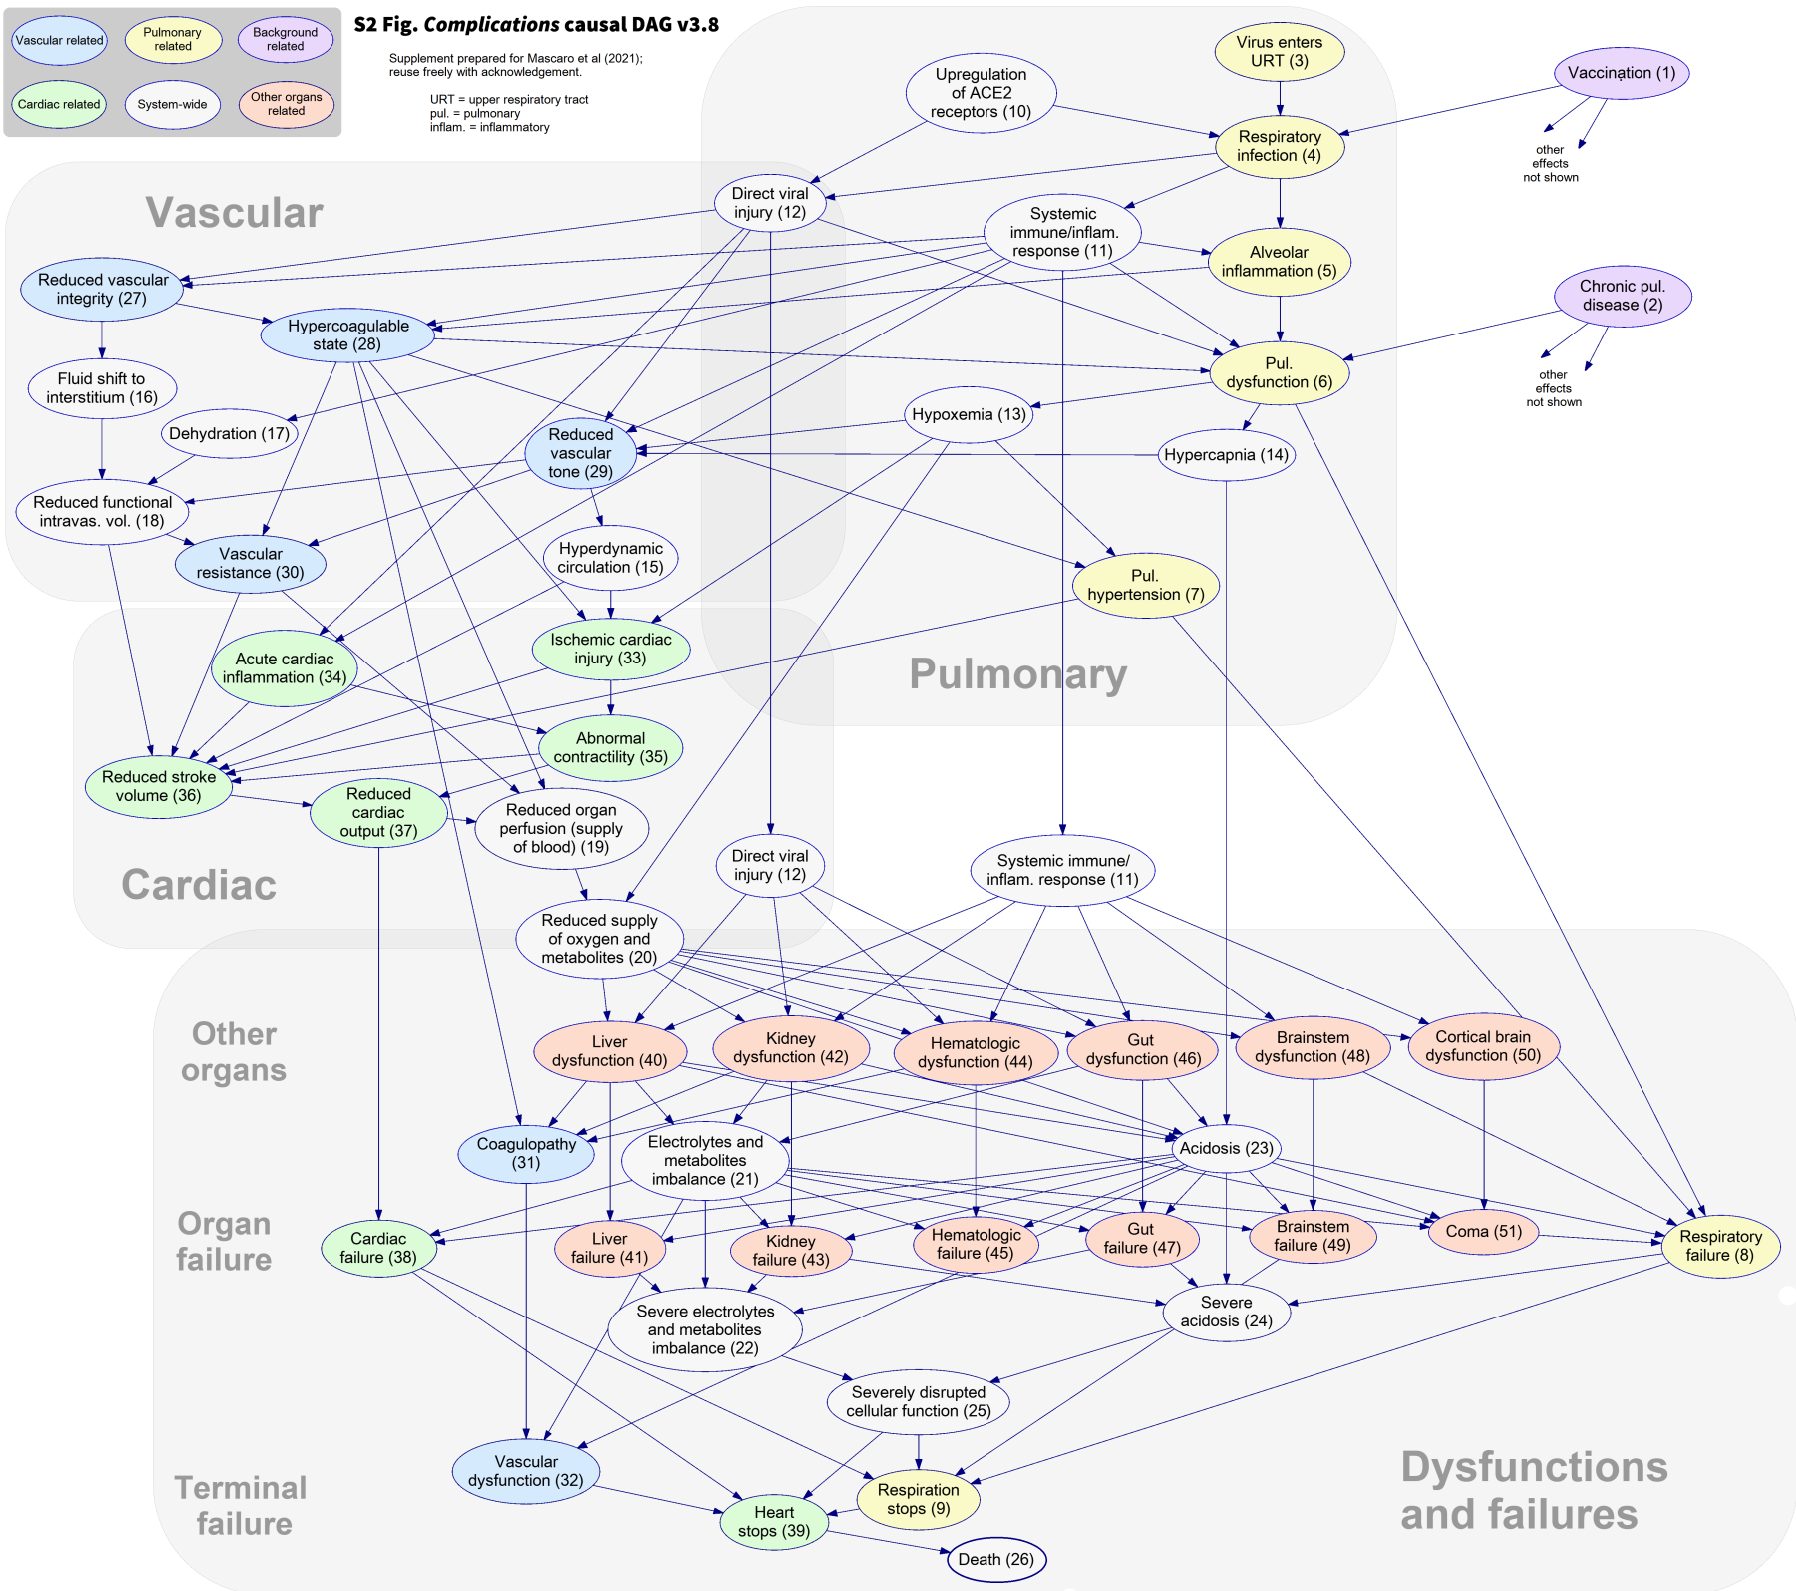 S2 Fig. Complications causal DAG v3.8
Supplement prepared for Mascaro et al (2021);
reuse freely with acknowledgement.
URT = upper respiratory tract
pul. = pulmonary
inflam. = inflammatory
Vascular related
Pulmonary
related
Background
related
Cardiac related
System-wide
Other organs
related
Virus enters
URT (3)
Vaccination (1)
Upregulation
of ACE2
receptors (10)
Respiratory
infection (4)
other
effects
not shown
Vascular
Direct viral
injury (12)
Systemic
immune/inflam.
response (11)
Alveolar
inflammation (5)
Reduced vascular
integrity (27)
Chronic pul.
disease (2)
Hypercoagulable
state (28)
Pul.
dysfunction (6)
other
effects
not shown
Fluid shift to
interstitium (16)
Dehydration (17)
Hypoxemia (13)
Reduced
vascular
tone (29)
Hypercapnia (14)
Reduced functional
intravas. vol. (18)
Vascular
resistance (30)
Hyperdynamic
circulation (15)
Pul.
hypertension (7)
Ischemic cardiac
injury (33)
Acute cardiac
inflammation (34)
Pulmonary
Abnormal
contractility (35)
Reduced stroke
volume (36)
Reduced
cardiac
output (37)
Reduced organ
perfusion (supply
of blood) (19)
Cardiac
Direct viral
injury (12)
Systemic immune/
inflam. response (11)
Reduced supply
of oxygen and
metabolites (20)
Other
organs
Liver
dysfunction (40)
Kidney
dysfunction (42)
Hematologic
dysfunction (44)
Gut
dysfunction (46)
Brainstem
dysfunction (48)
Cortical brain
dysfunction (50)
Coagulopathy
(31)
Electrolytes and
metabolites
imbalance (21)
Acidosis (23)
Organ
failure
Cardiac
failure (38)
Liver
failure (41)
Kidney
failure (43)
Hematologic
failure (45)
Gut
failure (47)
Brainstem
failure (49)
Coma (51)
Respiratory
failure (8)
Severe electrolytes
and metabolites
imbalance (22)
Severe
acidosis (24)
Severely disrupted
cellular function (25)
Terminal
failure
Vascular
dysfunction (32)
Respiration
stops (9)
Heart
stops (39)
Death (26)
Dysfunctions
and failures